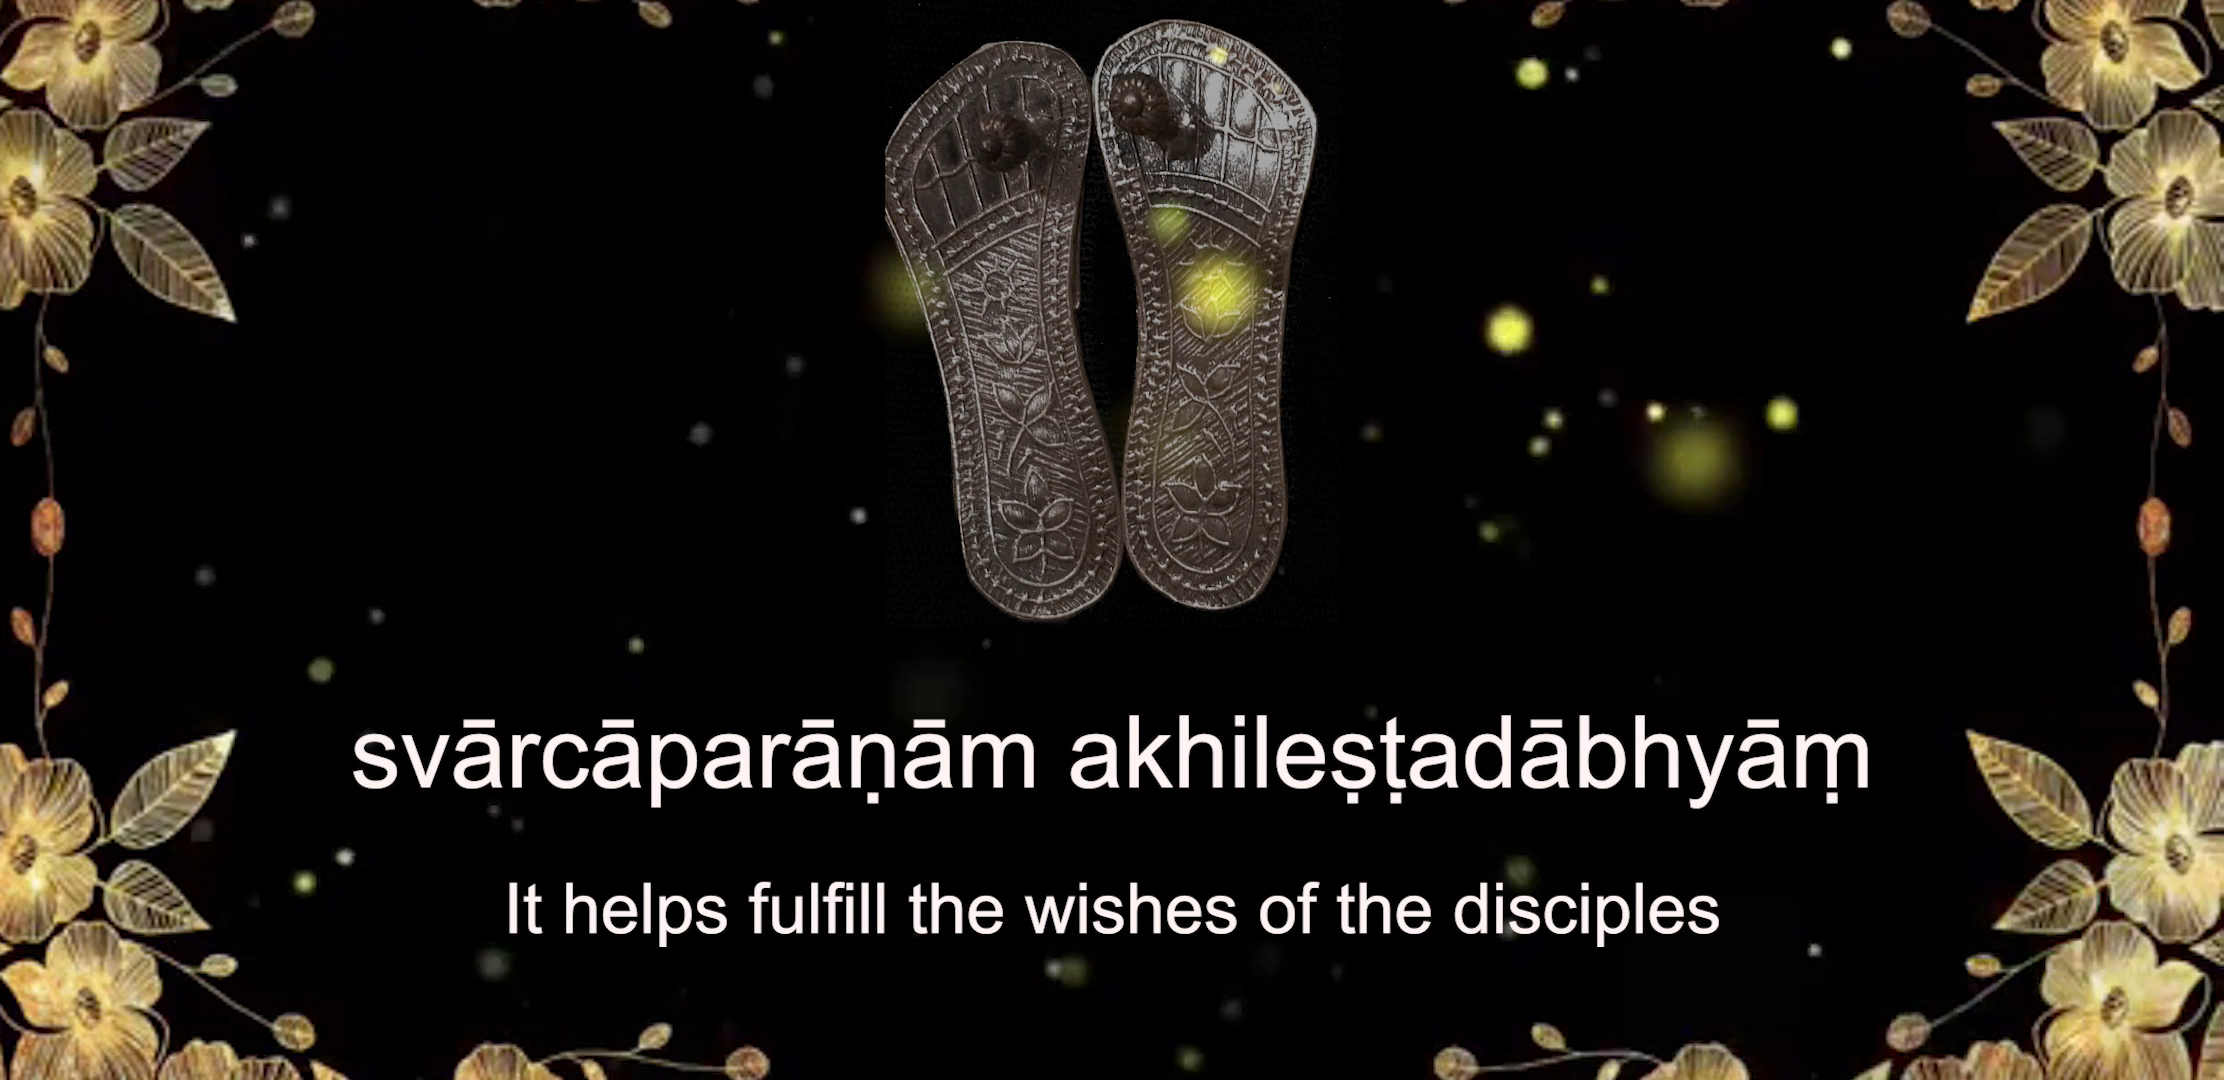 svārcāparāṇām akhileṣṭadābhyāṃ
It helps fulfill the wishes of the disciples